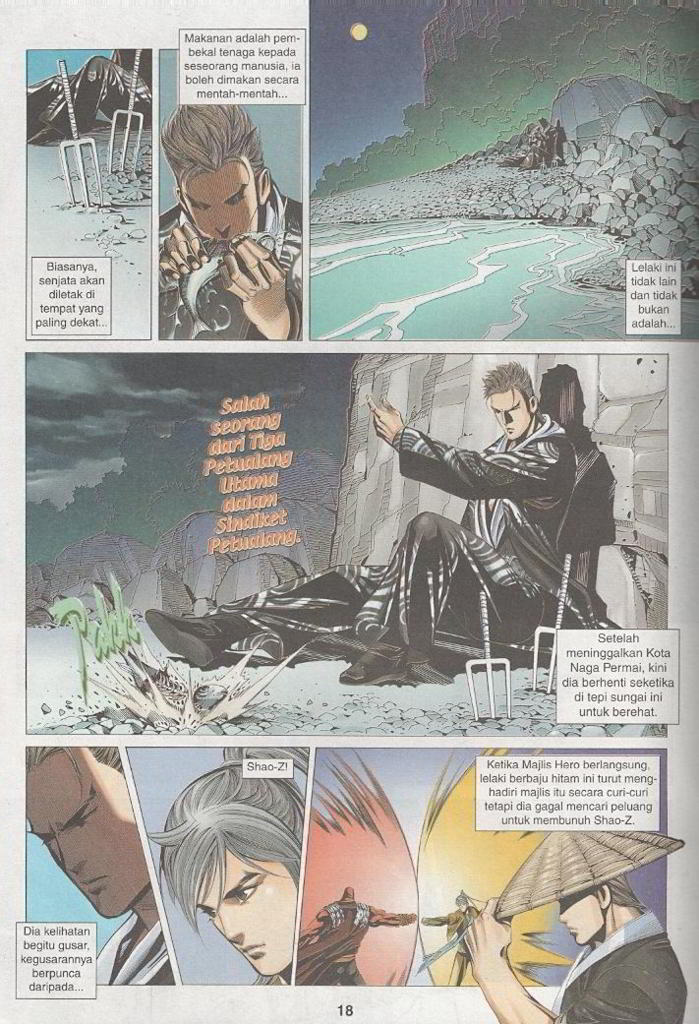 Makanan adalah pem-
bekal tenaga kepada
seseorang manusia, ia
boleh dimakan secara
mentah-mentah...
Biasanya,
senjata akan
diletak di
tempat yang
paling dekat...
Lelaki ini
tidak lain
dan tidak
bukan
adalah...
Salah
seorang
dari Tiga
Petualang
Utama
dalam
Sindiket
Petualang.
Setelah
meninggalkan Kota
Naga Permai, kini
dia berhenti seketika
di tepi sungai ini
untuk berehat.
Dia kelihatan
begitu gusar,
kegusarannya
berpunca
daripada...
Shao-Z!
Ketika Majlis Hero berlangsung,
lelaki berbaju hitam ini turut meng-
hadiri majlis itu secara curi-curi
tetapi dia gagal mencari peluang
untuk membunuh Shao-Z.
18